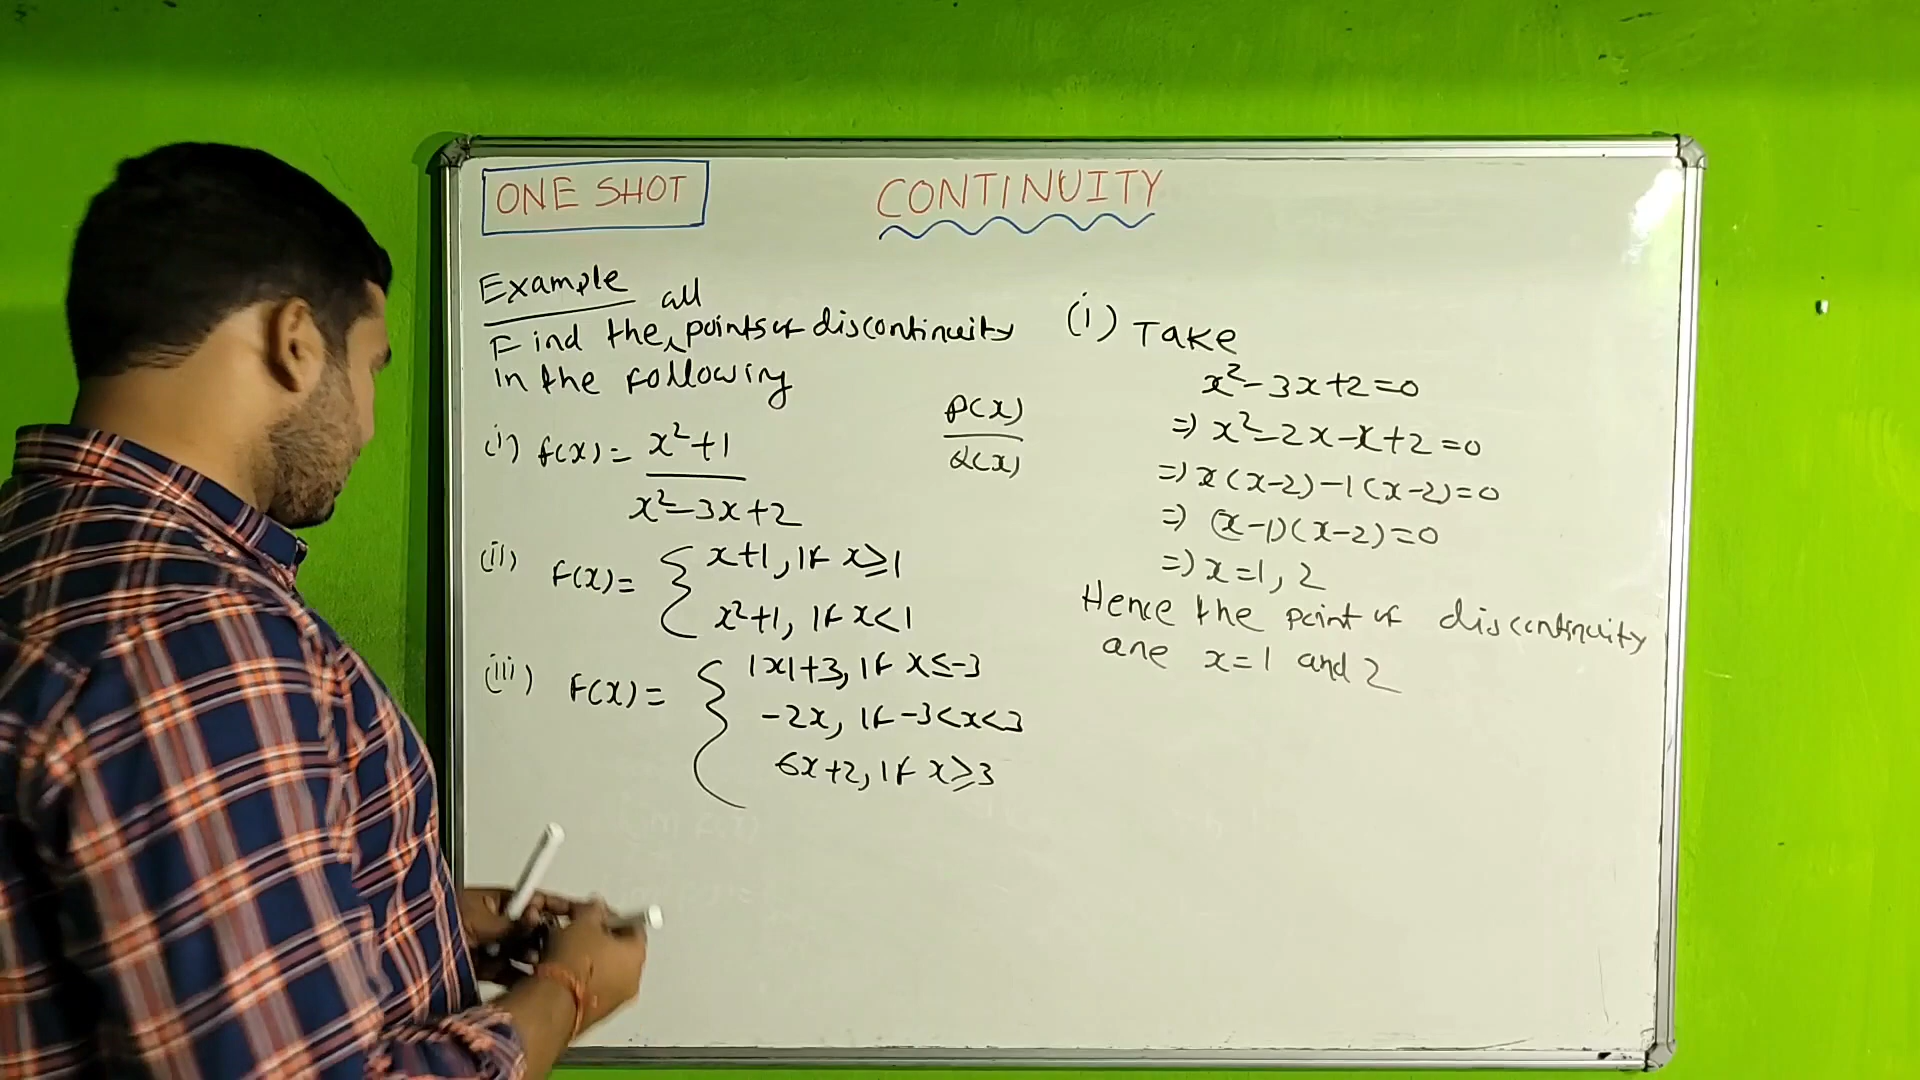 ONE SHOT
CONTINUITY
Example
Find the all points of discontinuity
in the following
(i) f(x) = x²+1 / x²-3x+2
P(x) / Q(x)
(ii) f(x) = { x+1, if x≥1
x²+1, if x<1
(iii) f(x) = { |x|+3, if x≤-3
-2x, if -3<x<3
6x+2, if x≥3
(i) Take
x²-3x+2=0
=> x²-2x-x+2=0
=> x(x-2)-1(x-2)=0
=> (x-1)(x-2)=0
=> x=1, 2
Hence the point of discontinuity
are x=1 and 2